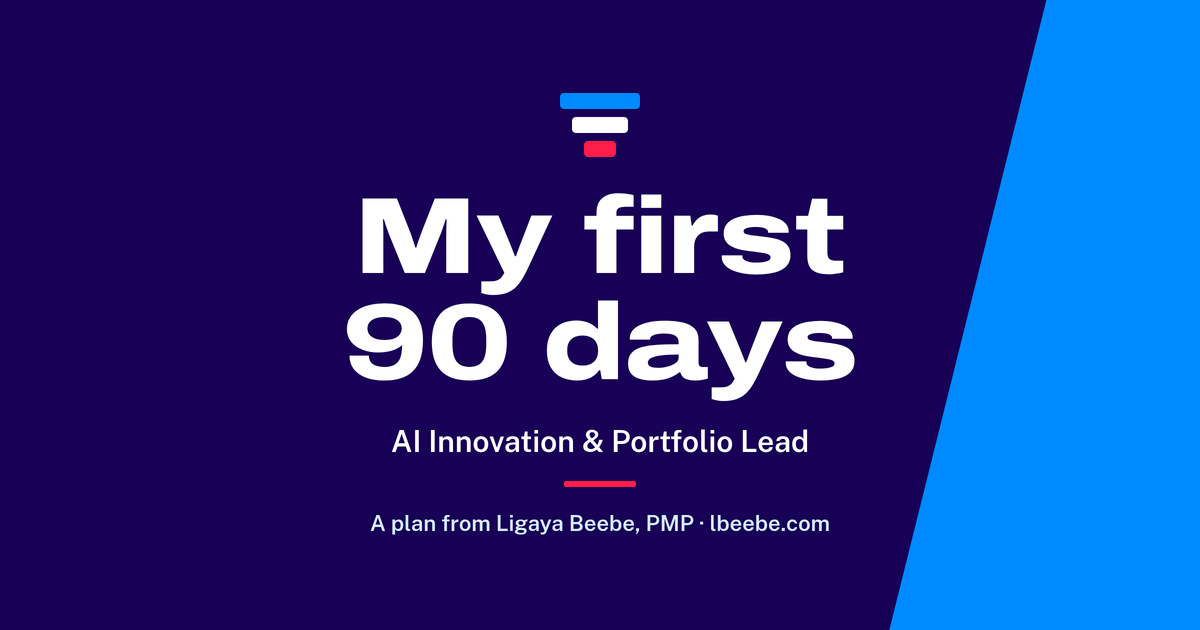 My first
90 days
AI Innovation & Portfolio Lead
A plan from Ligaya Beebe, PMP · lbeebe.com